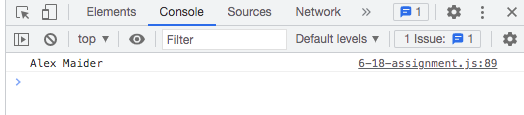 Elements Console Sources Network » 1
top ▼ Filter Default levels ▼ 1 Issue: 1
Alex Maider 6-18-assignment.js:89
>